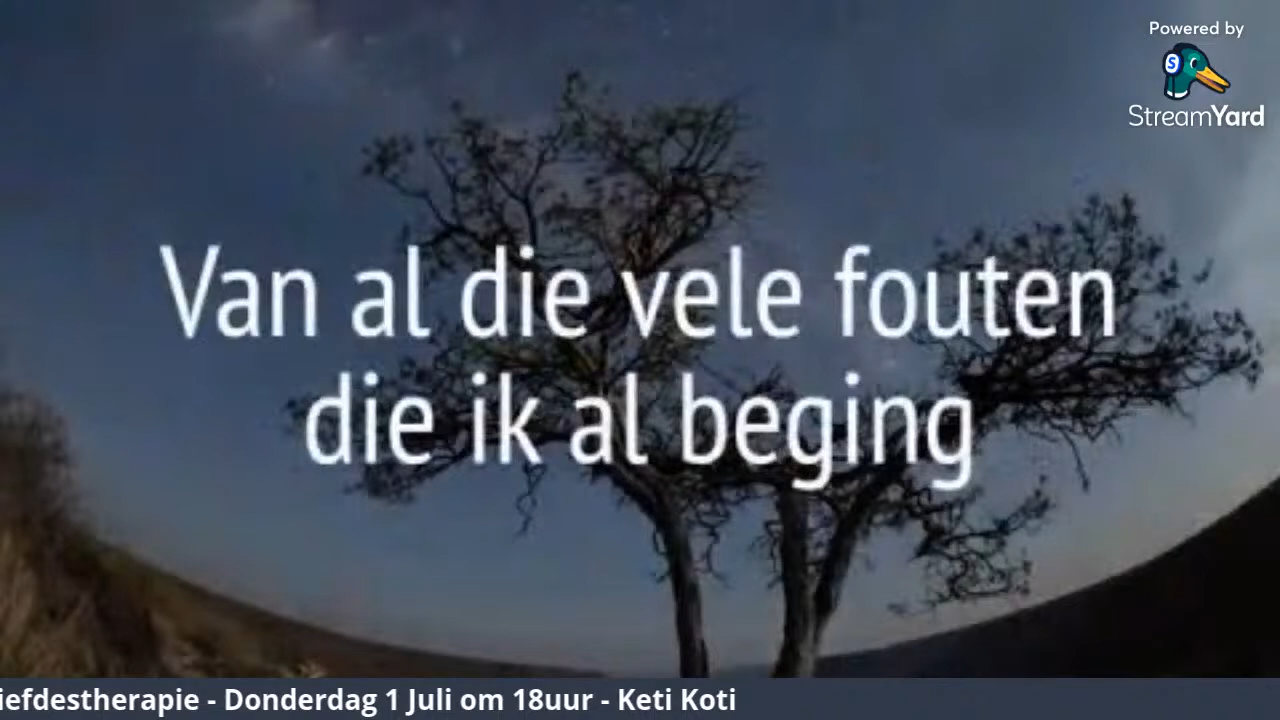 Powered by
StreamYard
Van al die vele fouten
die ik al beging
iefdestherapie - Donderdag 1 Juli om 18uur - Keti Koti